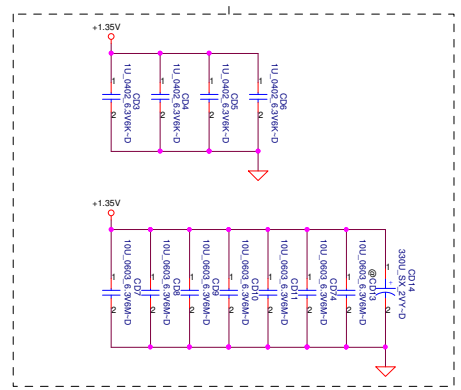 +1.35V
1
2
CD3
1U_0402_6.3V6K~D
1
2
CD4
1U_0402_6.3V6K~D
1
2
CD5
1U_0402_6.3V6K~D
1
2
CD6
1U_0402_6.3V6K~D
+1.35V
1
2
CD7
10U_0603_6.3V6M~D
1
2
CD8
10U_0603_6.3V6M~D
1
2
CD9
10U_0603_6.3V6M~D
1
2
CD10
10U_0603_6.3V6M~D
1
2
CD11
10U_0603_6.3V6M~D
1
2
CD74
10U_0603_6.3V6M~D
1
2
@CD13
10U_0603_6.3V6M~D
1
+
2
CD14
330U_SX_2VY~D